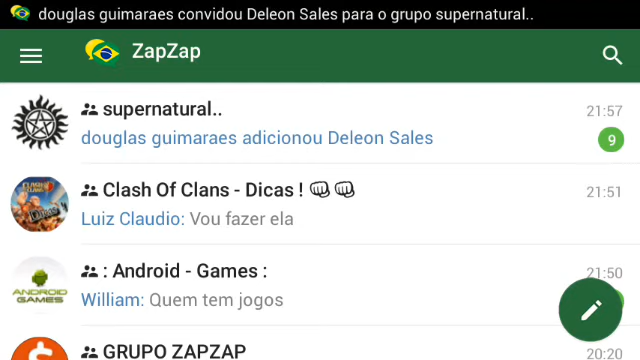 douglas guimaraes convidou Deleon Sales para o grupo supernatural..
ZapZap
supernatural..
21:57
douglas guimaraes adicionou Deleon Sales
9
Clash Of Clans - Dicas ! 👊👊
21:51
Luiz Claudio: Vou fazer ela
: Android - Games :
21:50
William: Quem tem jogos
ANDROID
GAMES
GRUPO ZAPZAP
20:20